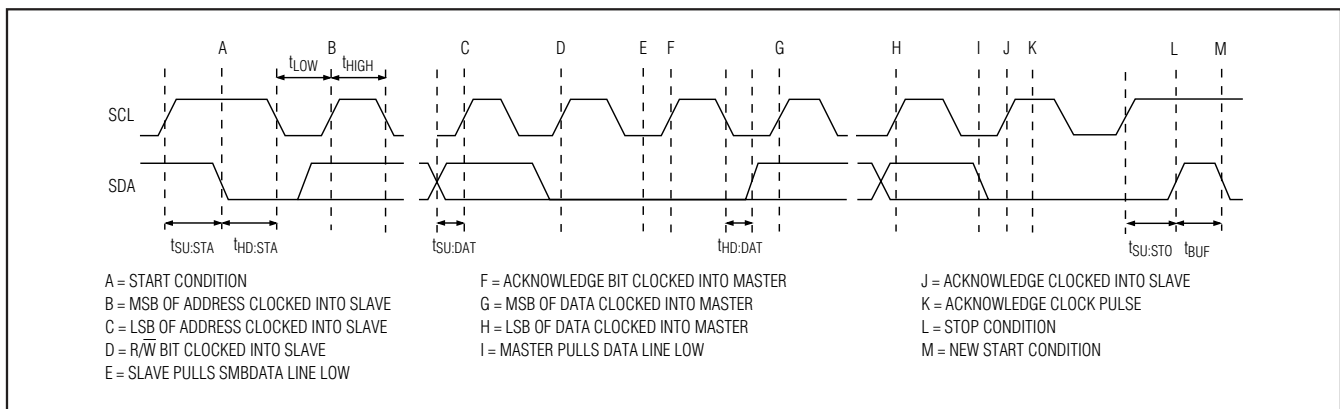 A B C D E F G H I J K L M
tLOW tHIGH
SCL
SDA
tSU:STA tHD:STA tSU:DAT tHD:DAT tSU:STO tBUF
A = START CONDITION
B = MSB OF ADDRESS CLOCKED INTO SLAVE
C = LSB OF ADDRESS CLOCKED INTO SLAVE
D = R/W̅ BIT CLOCKED INTO SLAVE
E = SLAVE PULLS SMBDATA LINE LOW
F = ACKNOWLEDGE BIT CLOCKED INTO MASTER
G = MSB OF DATA CLOCKED INTO MASTER
H = LSB OF DATA CLOCKED INTO MASTER
I = MASTER PULLS DATA LINE LOW
J = ACKNOWLEDGE CLOCKED INTO SLAVE
K = ACKNOWLEDGE CLOCK PULSE
L = STOP CONDITION
M = NEW START CONDITION